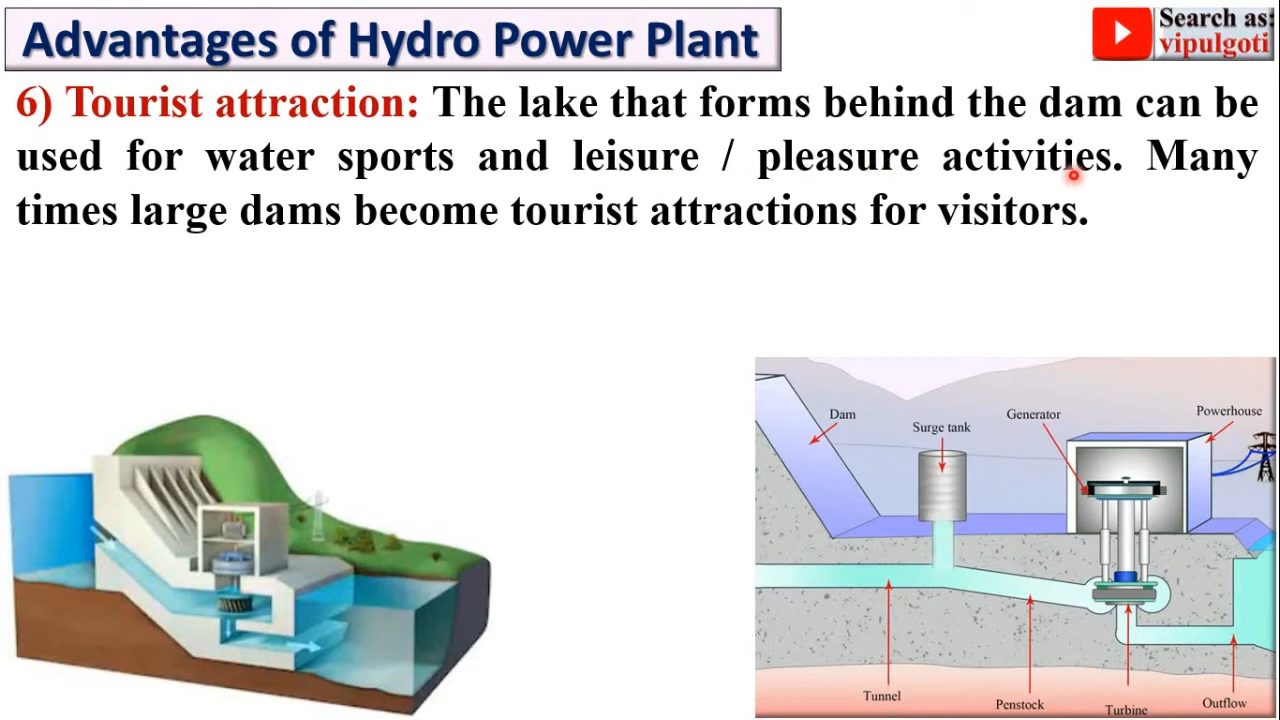 Advantages of Hydro Power Plant
Search as:
vipulgoti
6) Tourist attraction: The lake that forms behind the dam can be
used for water sports and leisure / pleasure activities. Many
times large dams become tourist attractions for visitors.
Dam
Surge tank
Generator
Powerhouse
Tunnel
Penstock
Turbine
Outflow